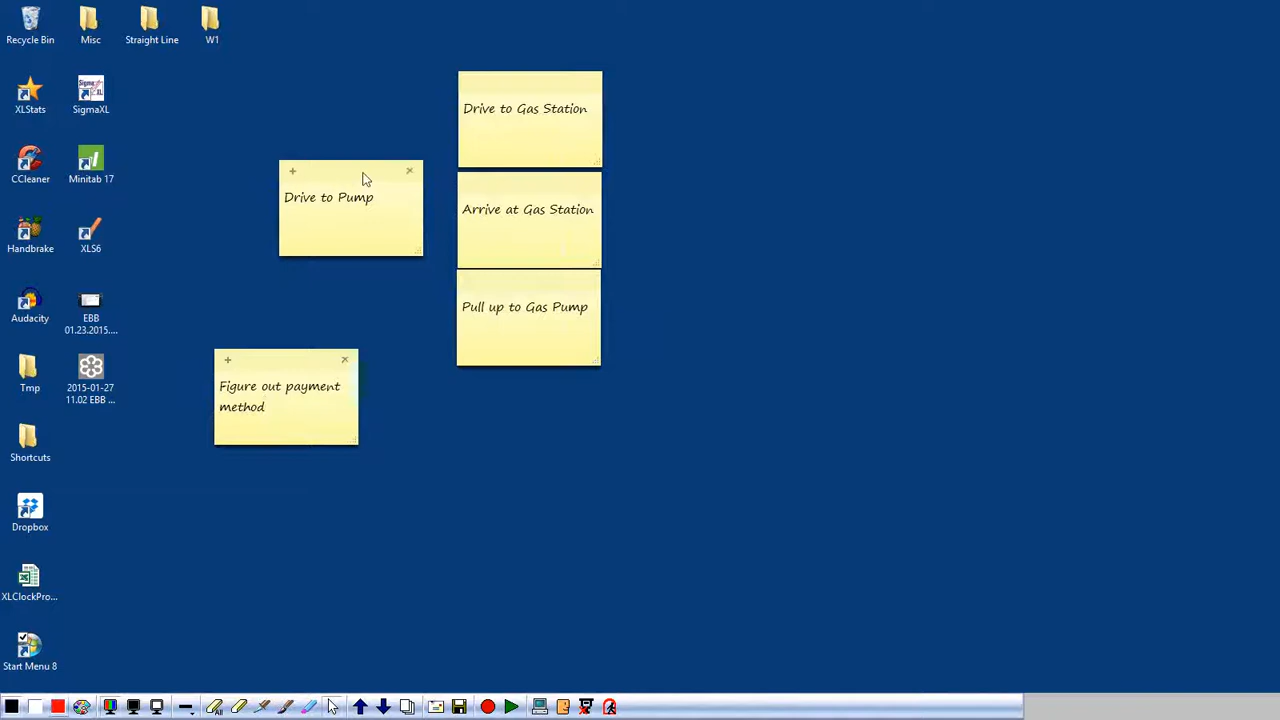 Recycle Bin
Misc
Straight Line
W1
XLStats
SigmaXL
CCleaner
Minitab 17
Handbrake
XLS6
Audacity
EBB
01.23.2015....
Tmp
2015-01-27
11.02 EBB ...
Shortcuts
Dropbox
XLClockPro...
Start Menu 8
Drive to Gas Station
Drive to Pump
Arrive at Gas Station
Pull up to Gas Pump
Figure out payment
method